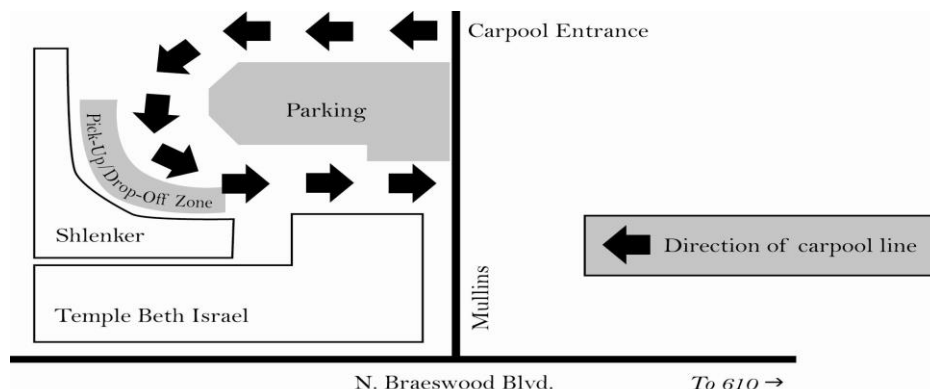 Carpool Entrance
Parking
Pick-Up/Drop-Off Zone
Shlenker
Direction of carpool line
Temple Beth Israel
Mullins
N. Braeswood Blvd.
To 610 →